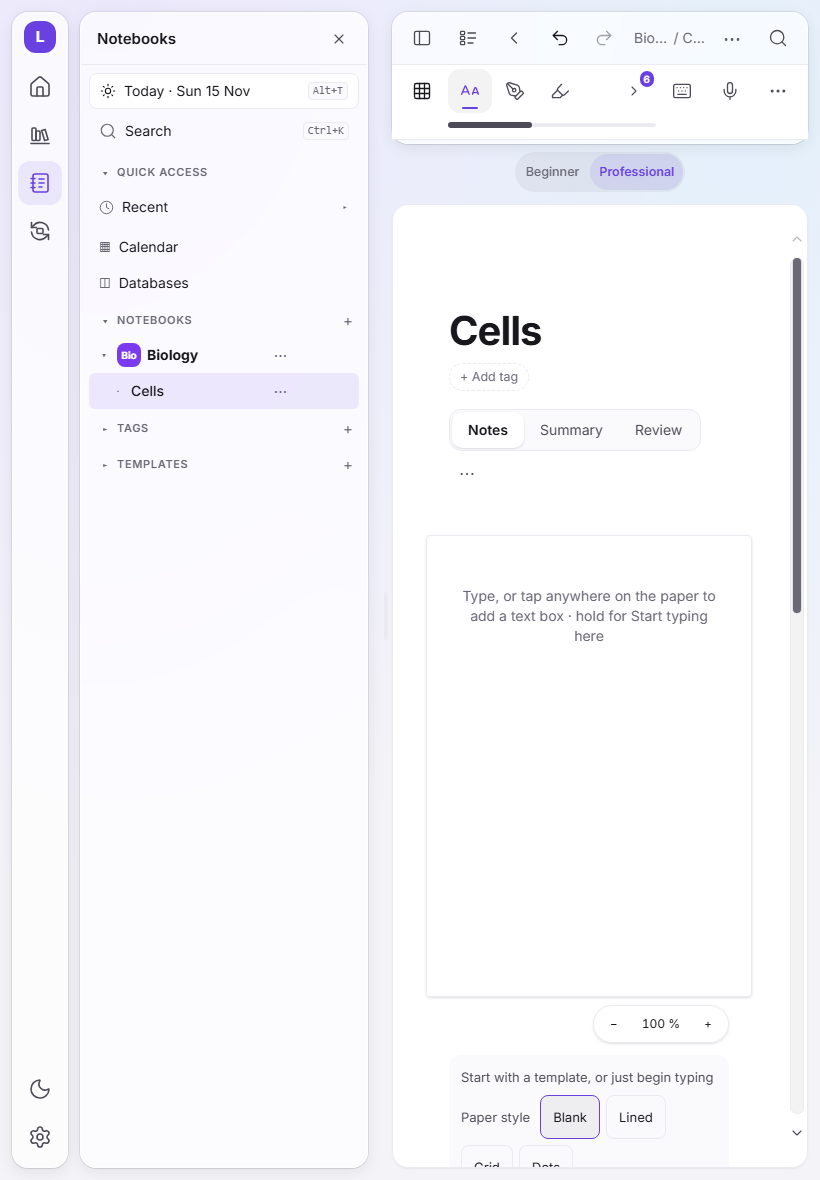 L
Notebooks
Today · Sun 15 Nov
Alt+T
Search
Ctrl+K
QUICK ACCESS
Recent
Calendar
Databases
NOTEBOOKS
+
Bio
Biology
...
Cells
...
TAGS
+
TEMPLATES
+
Bio... / C...
...
AA
6
...
Beginner
Professional
Cells
+ Add tag
Notes
Summary
Review
...
Type, or tap anywhere on the paper to
add a text box · hold for Start typing
here
− 100 % +
Start with a template, or just begin typing
Paper style
Blank
Lined
Grid
Dots